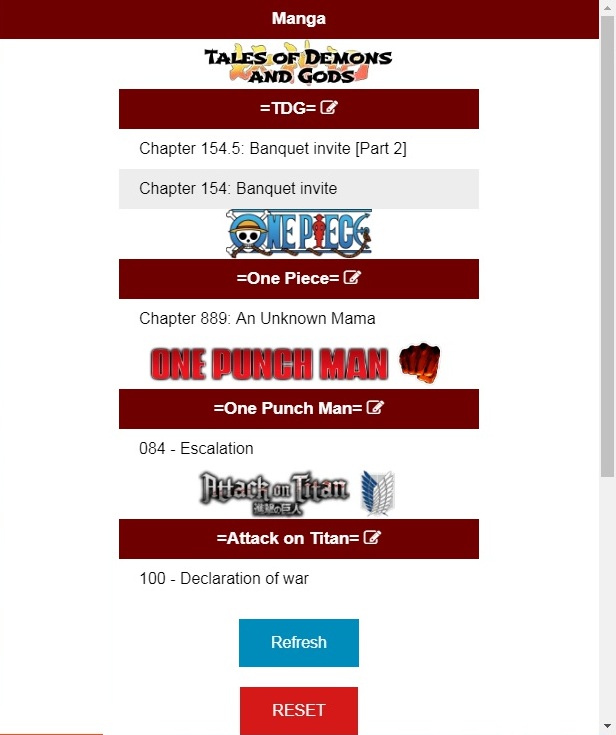 Manga
TALES OF DEMONS
AND GODS
=TDG=
Chapter 154.5: Banquet invite [Part 2]
Chapter 154: Banquet invite
ONE PIECE
=One Piece=
Chapter 889: An Unknown Mama
ONE PUNCH MAN
=One Punch Man=
084 - Escalation
Attack on Titan
進撃の巨人
=Attack on Titan=
100 - Declaration of war
Refresh
RESET